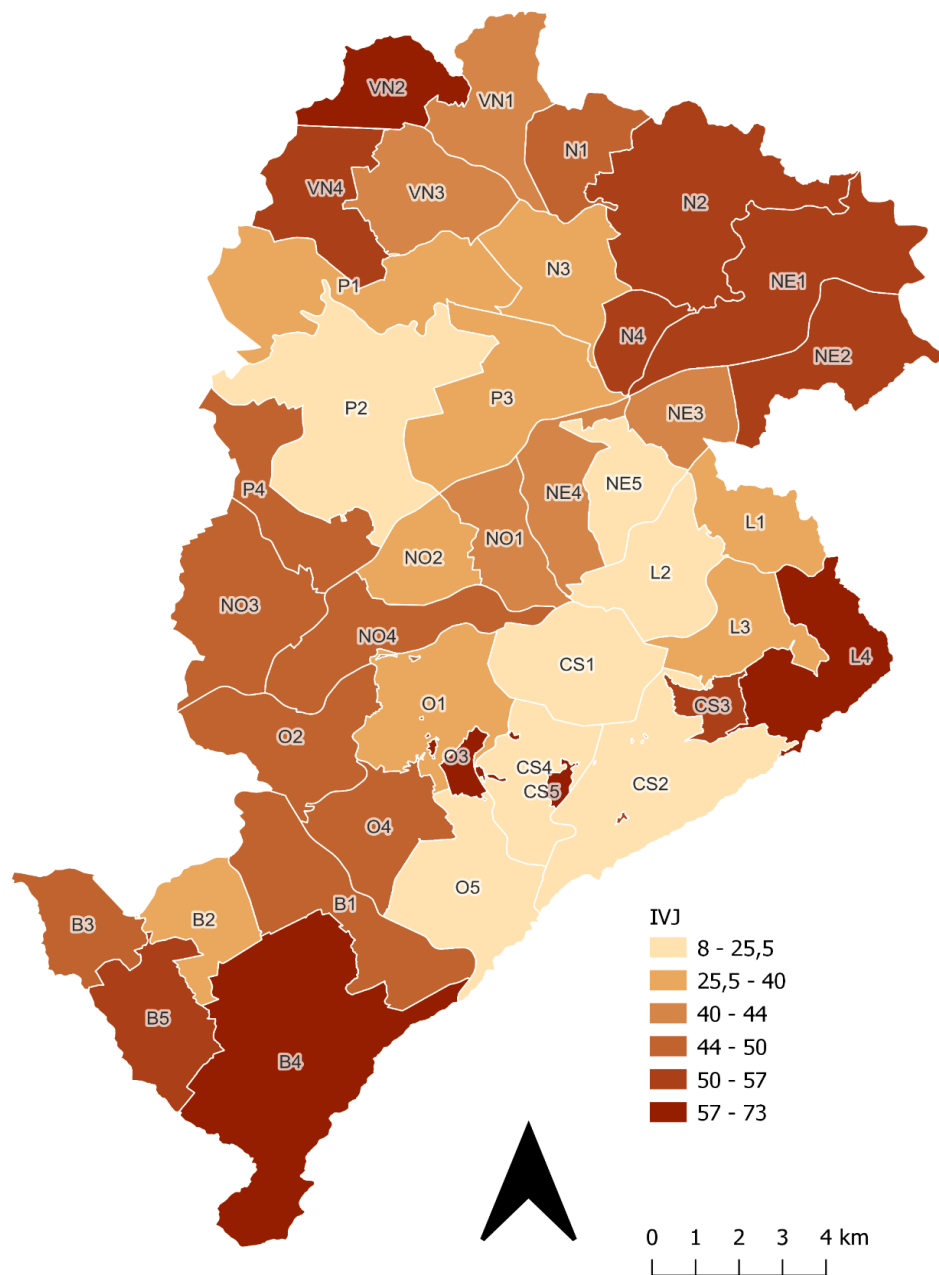 VN2
VN1
N1
VN4
VN3
N2
N3
P1
NE1
N4
NE2
P3
P2
NE3
NE5
P4
NE4
L1
NO1
NO2
L2
NO3
L3
NO4
L4
CS1
O1
CS3
O2
O3
CS4
CS2
CS5
O4
O5
B1
B2
B3
B5
B4
IVJ
8 - 25,5
25,5 - 40
40 - 44
44 - 50
50 - 57
57 - 73
0 1 2 3 4 km